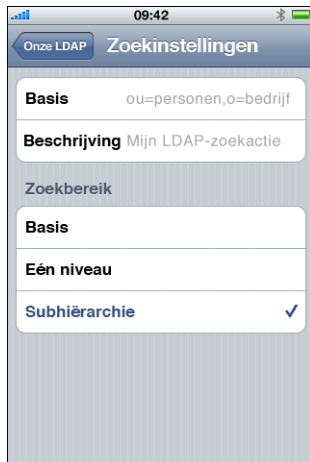 09:42
Onze LDAP Zoekinstellingen
Basis ou=personen,o=bedrijf
Beschrijving Mijn LDAP-zoekactie
Zoekbereik
Basis
Eén niveau
Subhiërarchie